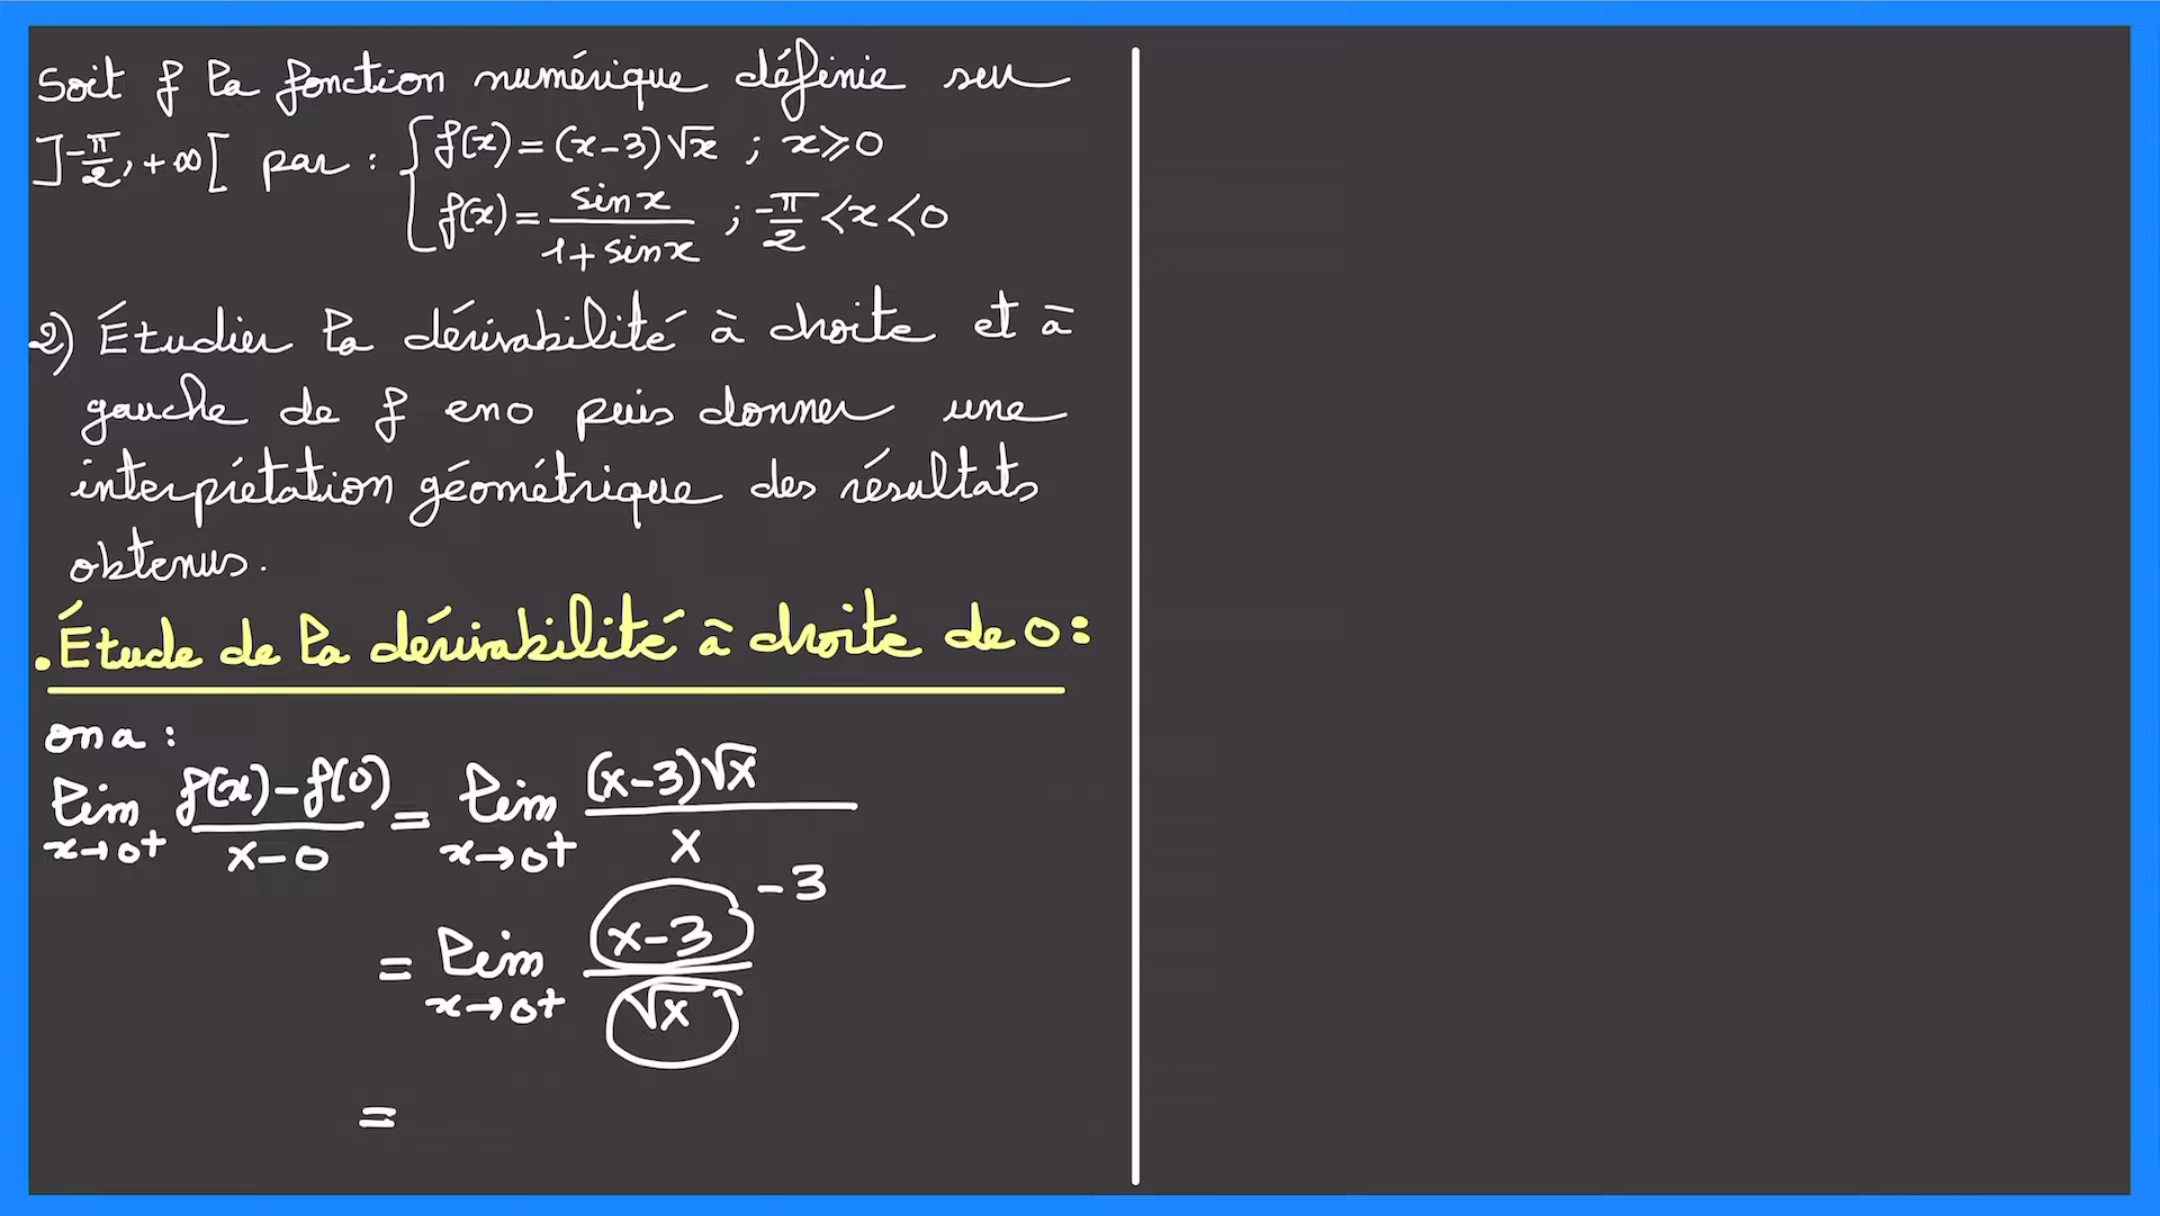 Soit f la fonction numérique définie sur
]-π/2, +∞[ par : { f(x) = (x-3)√x ; x ⩾ 0
f(x) = sin x / (1 + sin x) ; -π/2 < x < 0
2) Étudier la dérivabilité à droite et à
gauche de f en 0 puis donner une
interprétation géométrique des résultats
obtenus.
. Étude de la dérivabilité à droite de 0 :
on a :
lim x→0+ (f(x) - f(0)) / (x - 0) = lim x→0+ ((x-3)√x) / x
= lim x→0+ (x-3) / √x -3
=